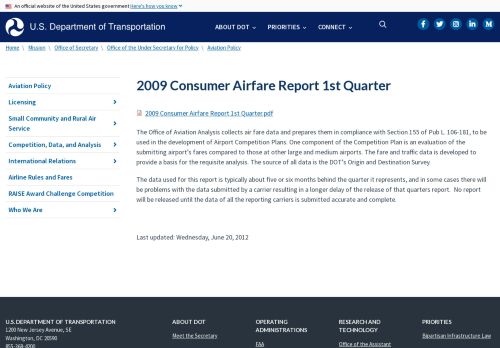 An official website of the United States government Here's how you know
U.S. Department of Transportation
ABOUT DOT
PRIORITIES
CONNECT
Home \ Mission \ Office of Secretary \ Office of the Under Secretary for Policy \ Aviation Policy
Aviation Policy
Licensing
Small Community and Rural Air
Service
Competition, Data, and Analysis
International Relations
Airline Rules and Fares
RAISE Award Challenge Competition
Who We Are
2009 Consumer Airfare Report 1st Quarter
2009 Consumer Airfare Report 1st Quarter.pdf
The Office of Aviation Analysis collects air fare data and prepares them in compliance with Section 155 of Pub L. 106-181, to be
used in the development of Airport Competition Plans. One component of the Competition Plan is an evaluation of the
submitting airport's fares compared to those at other large and medium airports. The fare and traffic data is developed to
provide a basis for the requisite analysis. The source of all data is the DOT's Origin and Destination Survey.
The data used for this report is typically about five or six months behind the quarter it represents, and in some cases there will
be problems with the data submitted by a carrier resulting in a longer delay of the release of that quarters report. No report
will be released until the data of all the reporting carriers is submitted accurate and complete.
Last updated: Wednesday, June 20, 2012
U.S. DEPARTMENT OF TRANSPORTATION
1200 New Jersey Avenue, SE
Washington, DC 20590
855-368-4200
ABOUT DOT
Meet the Secretary
OPERATING
ADMINISTRATIONS
FAA
RESEARCH AND
TECHNOLOGY
Office of the Assistant
PRIORITIES
Bipartisan Infrastructure Law